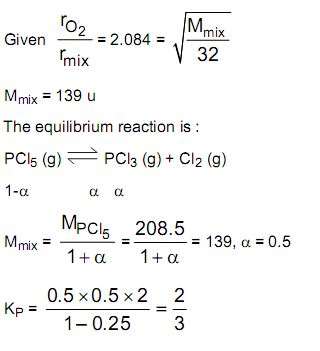 Given r_O₂ / r_mix = 2.084 = √(M_mix / 32)
M_mix = 139 u
The equilibrium reaction is :
PCl₅ (g) ⇌ PCl₃ (g) + Cl₂ (g)
1-α α α
M_mix = M_PCl₅ / (1 + α) = 208.5 / (1 + α) = 139, α = 0.5
K_P = (0.5 × 0.5 × 2) / (1 – 0.25) = 2/3